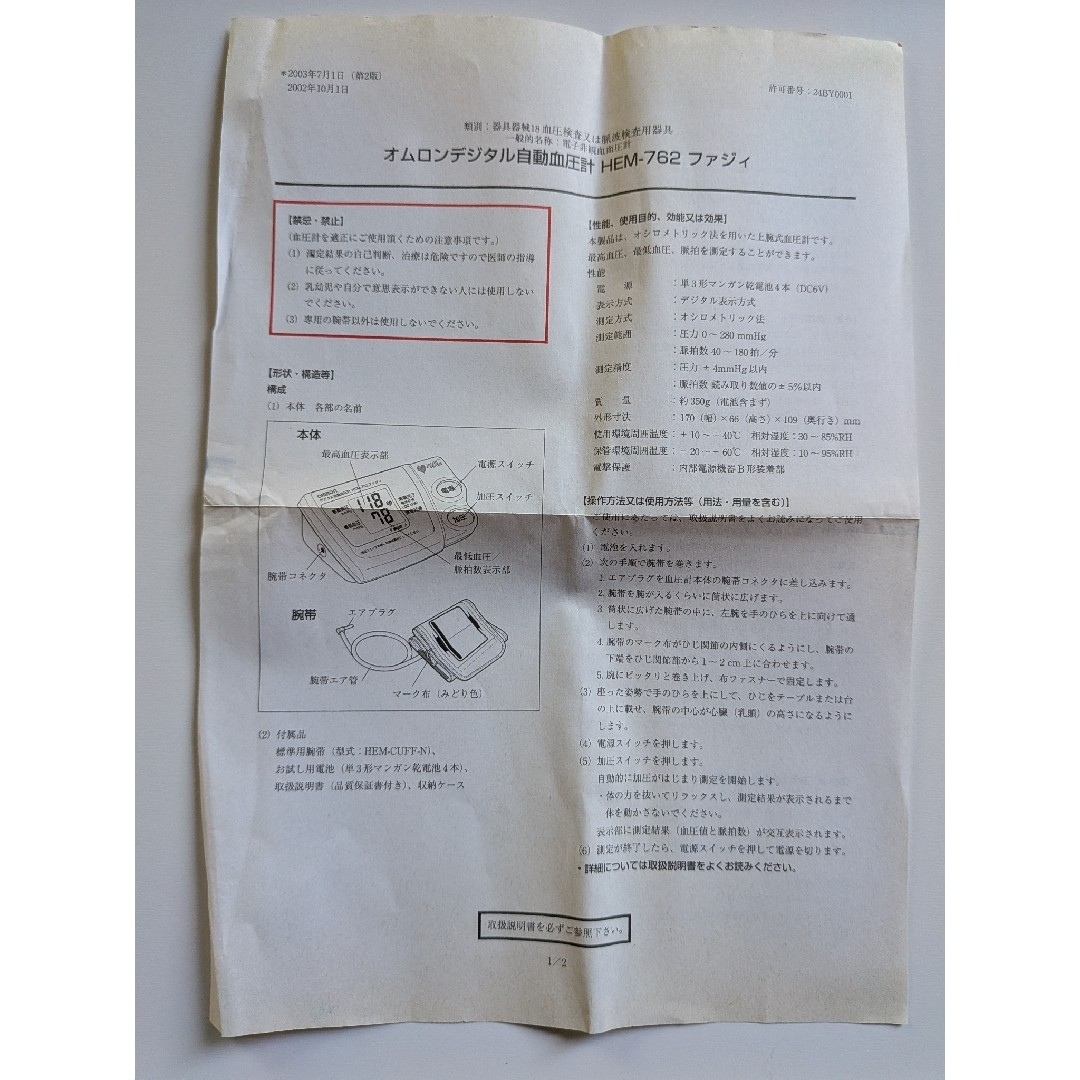 *2003年7月1日（第2版）
2002年10月1日
許可番号：24BY0001
類別：器具器械18 血圧検査又は脈波検査用器具
一般的名称：電子非観血血圧計
オムロンデジタル自動血圧計 HEM-762 ファジィ
【禁忌・禁止】
（血圧計を適正にご使用頂くための注意事項です。）
（1）測定結果の自己判断、治療は危険ですので医師の指導
に従ってください。
（2）乳幼児や自分で意思表示ができない人には使用しない
でください。
（3）専用の腕帯以外は使用しないでください。
【形状・構造等】
構成
（1）本体 各部の名前
本体
最高血圧表示部
電源スイッチ
加圧スイッチ
電源
加圧
118
78
最低血圧／
脈拍数表示部
腕帯コネクタ
腕帯
エアプラグ
腕帯エア管
マーク布（みどり色）
（2）付属品
標準用腕帯（型式：HEM-CUFF-N）、
お試し用電池（単3形マンガン乾電池4本）、
取扱説明書（品質保証書付き）、収納ケース
【性能、使用目的、効能又は効果】
本製品は、オシロメトリック法を用いた上腕式血圧計です。
最高血圧、最低血圧、脈拍を測定することができます。
性能
電 源 ：単3形マンガン乾電池4本（DC6V）
表示方式 ：デジタル表示方式
測定方式 ：オシロメトリック法
測定範囲 ：圧力 0～280 mmHg
：脈拍数 40～180拍／分
測定精度 ：圧力 ±4mmHg以内
：脈拍数 読み取り数値の±5%以内
質 量 ：約350g（電池含まず）
外形寸法 ：170（幅）×66（高さ）×109（奥行き）mm
使用環境周囲温度：+10～+40℃ 相対湿度：30～85%RH
保管環境周囲温度：-20～+60℃ 相対湿度：10～95%RH
電撃保護 ：内部電源機器B形装着部
【操作方法又は使用方法等（用法・用量を含む）】
ご使用にあたっては、取扱説明書をよくお読みになってご使用
ください。
（1）電池を入れます。
（2）次の手順で腕帯を巻きます。
1. エアプラグを血圧計本体の腕帯コネクタに差し込みます。
2. 腕帯を腕が入るくらいに筒状に広げます。
3. 筒状に広げた腕帯の中に、左腕を手のひらを上に向けて通
します。
4. 腕帯のマーク布がひじ関節の内側にくるようにし、腕帯の
下端をひじ関節部から1～2cm上に合わせます。
5. 腕にピッタリと巻き上げ、布ファスナーで固定します。
（3）座った姿勢で手のひらを上にして、ひじをテーブルまたは台
の上に載せ、腕帯の中心が心臓（乳頭）の高さになるように
します。
（4）電源スイッチを押します。
（5）加圧スイッチを押します。
自動的に加圧がはじまり測定を開始します。
・体の力を抜いてリラックスし、測定結果が表示されるまで
体を動かさないでください。
表示部に測定結果（血圧値と脈拍数）が交互表示されます。
（6）測定が終了したら、電源スイッチを押して電源を切ります。
・詳細については取扱説明書をよくお読みください。
取扱説明書を必ずご参照下さい。
1／2